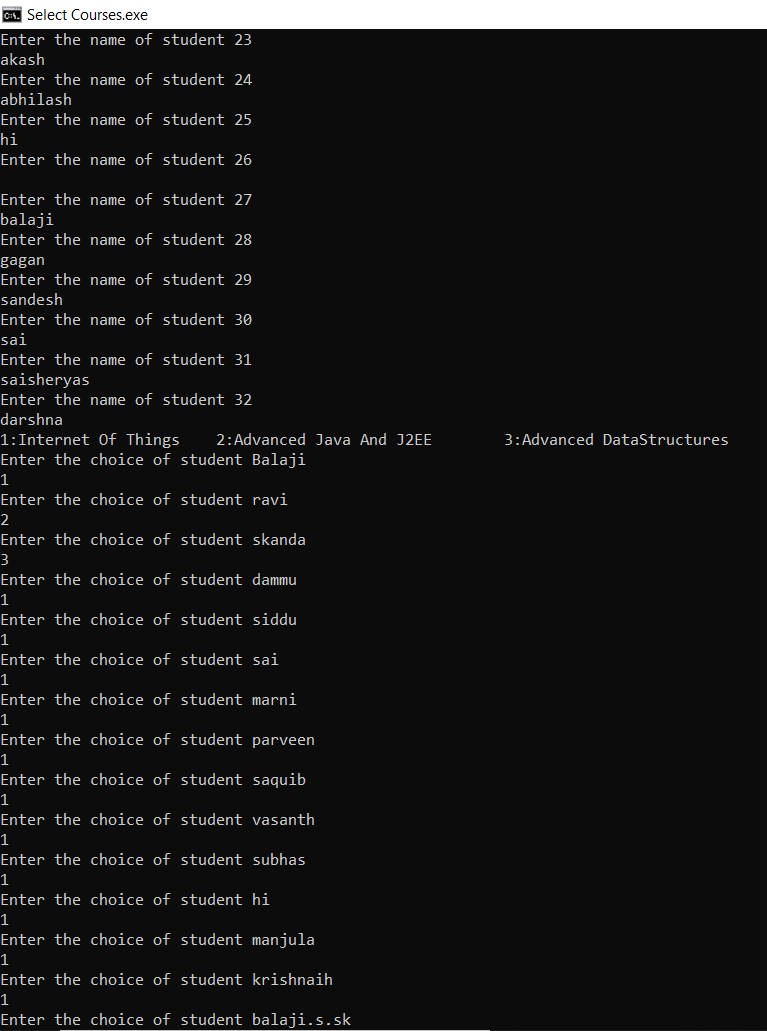 Select Courses.exe
Enter the name of student 23
akash
Enter the name of student 24
abhilash
Enter the name of student 25
hi
Enter the name of student 26
Enter the name of student 27
balaji
Enter the name of student 28
gagan
Enter the name of student 29
sandesh
Enter the name of student 30
sai
Enter the name of student 31
saisheryas
Enter the name of student 32
darshna
1:Internet Of Things    2:Advanced Java And J2EE        3:Advanced DataStructures
Enter the choice of student Balaji
1
Enter the choice of student ravi
2
Enter the choice of student skanda
3
Enter the choice of student dammu
1
Enter the choice of student siddu
1
Enter the choice of student sai
1
Enter the choice of student marni
1
Enter the choice of student parveen
1
Enter the choice of student saquib
1
Enter the choice of student vasanth
1
Enter the choice of student subhas
1
Enter the choice of student hi
1
Enter the choice of student manjula
1
Enter the choice of student krishnaih
1
Enter the choice of student balaji.s.sk